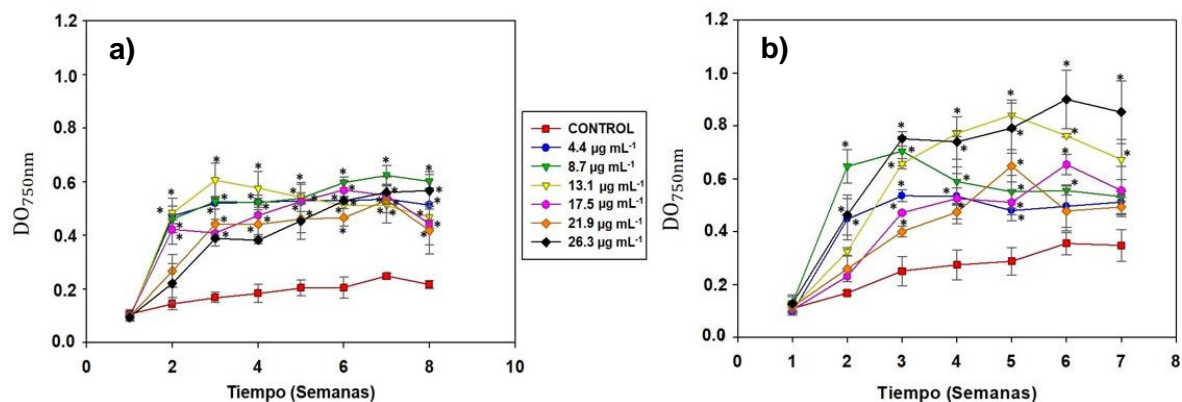 a)
1.2
1.0
0.8
0.6
0.4
0.2
0.0
DO750nm
0 2 4 6 8 10
Tiempo (Semanas)
CONTROL
4.4 µg mL-1
8.7 µg mL-1
13.1 µg mL-1
17.5 µg mL-1
21.9 µg mL-1
26.3 µg mL-1
b)
1.2
1.0
0.8
0.6
0.4
0.2
0.0
DO750nm
0 1 2 3 4 5 6 7 8
Tiempo (Semanas)